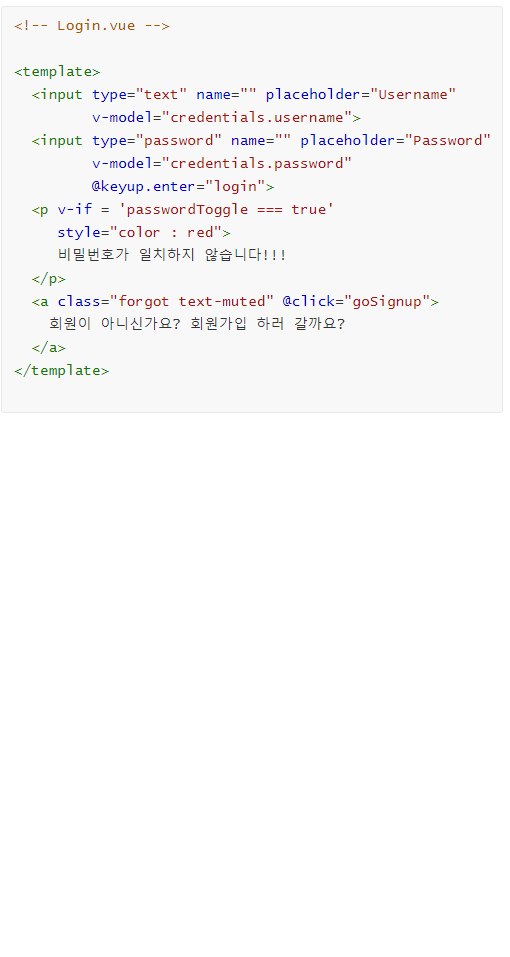 <!-- Login.vue -->
<template>
<input type="text" name="" placeholder="Username"
v-model="credentials.username">
<input type="password" name="" placeholder="Password"
v-model="credentials.password"
@keyup.enter="login">
<p v-if = 'passwordToggle === true'
style="color : red">
비밀번호가 일치하지 않습니다!!!
</p>
<a class="forgot text-muted" @click="goSignup">
회원이 아니신가요? 회원가입 하러 갈까요?
</a>
</template>